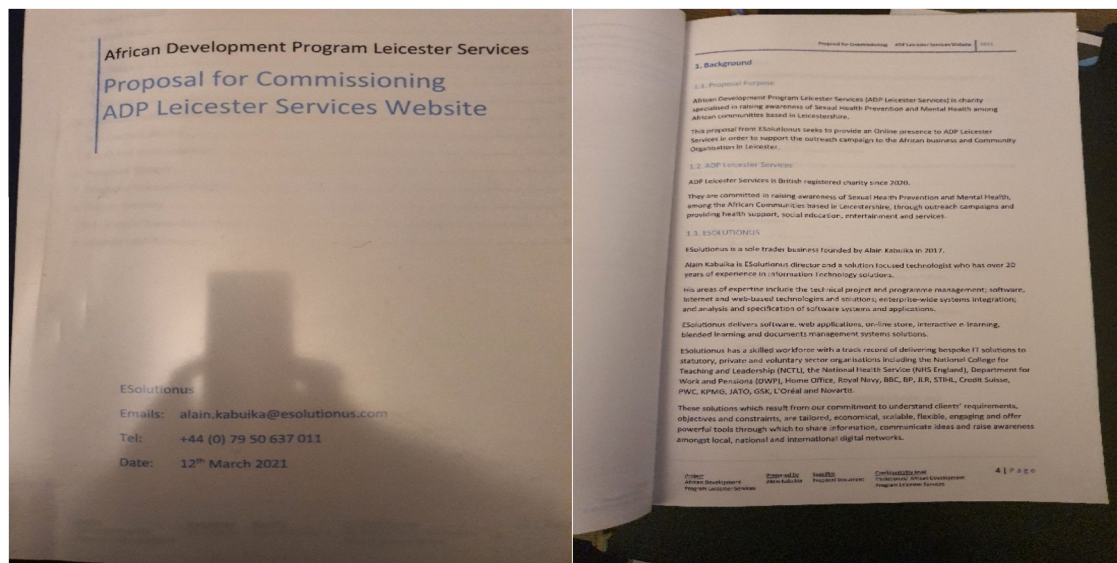 African Development Program Leicester Services
Proposal for Commissioning
ADP Leicester Services Website
ESolutionus
Emails: alain.kabuika@esolutionus.com
Tel: +44 (0) 79 50 637 011
Date: 12th March 2021
Proposal for Commissioning ADP Leicester Services Website 2021
1. Background
1.1. Proposal Purpose
African Development Program Leicester Services (ADP Leicester Services) is charity
specialised in raising awareness of Sexual Health Prevention and Mental Health among
African communities based in Leicestershire.
This proposal from ESolutionus seeks to provide an Online presence to ADP Leicester
Services in order to support the outreach campaign to the African business and Community
Organisation in Leicester.
1.2. ADP Leicester Services
ADP Leicester Services is British registered charity since 2020.
They are committed in raising awareness of Sexual Health Prevention and Mental Health,
among the African Communities based in Leicestershire, through outreach campaigns and
providing health support, social education, entertainment and services.
1.3. ESOLUTIONUS
ESolutionus is a sole trader business founded by Alain Kabuika in 2017.
Alain Kabuika is ESolutionus director and a solution focused technologist who has over 20
years of experience in Information Technology solutions.
His areas of expertise include the technical project and programme management; software,
Internet and web-based technologies and solutions; enterprise-wide systems integration;
and analysis and specification of software systems and applications.
ESolutionus delivers software, web applications, on-line store, interactive e-learning,
blended learning and documents management systems solutions.
ESolutionus has a skilled workforce with a track record of delivering bespoke IT solutions to
statutory, private and voluntary sector organisations including the National College for
Teaching and Leadership (NCTL), the National Health Service (NHS England), Department for
Work and Pensions (DWP), Home Office, Royal Navy, BBC, BP, JLR, STIHL, Credit Suisse,
PWC, KPMG, JATO, GSK, L'Oréal and Novartis.
These solutions which result from our commitment to understand clients' requirements,
objectives and constraints, are tailored, economical, scalable, flexible, engaging and offer
powerful tools through which to share information, communicate ideas and raise awareness
amongst local, national and international digital networks.
4 | Page
Project Prepared by Confidentiality level
African Development Alain Kabuika President Document ESolutionus/ African Development
Program Leicester Services Program Leicester Services